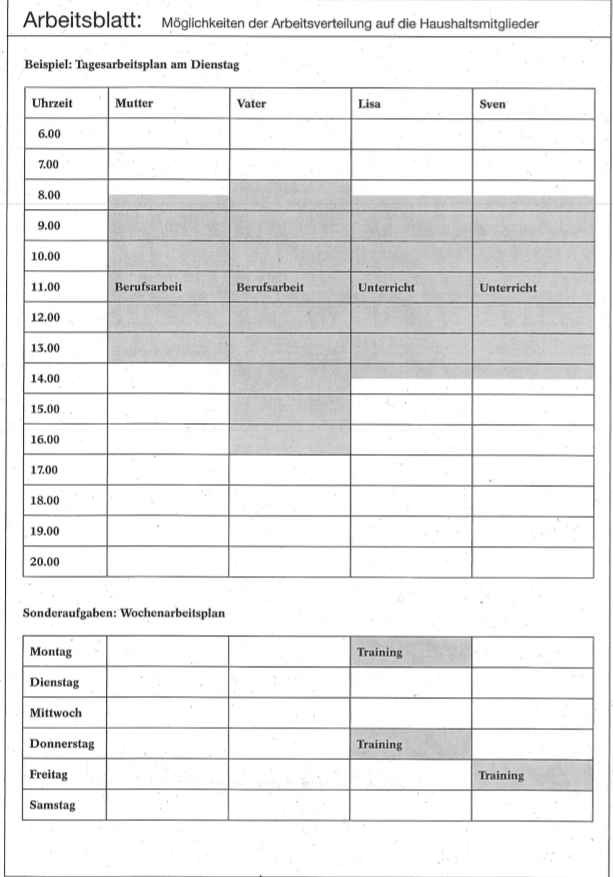 Arbeitsblatt: Möglichkeiten der Arbeitsverteilung auf die Haushaltsmitglieder
Beispiel: Tagesarbeitsplan am Dienstag
Uhrzeit Mutter Vater Lisa Sven
6.00
7.00
8.00
9.00
10.00
11.00 Berufsarbeit Berufsarbeit Unterricht Unterricht
12.00
13.00
14.00
15.00
16.00
17.00
18.00
19.00
20.00
Sonderaufgaben: Wochenarbeitsplan
Montag Training
Dienstag
Mittwoch
Donnerstag Training
Freitag Training
Samstag